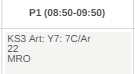 P1 (08:50-09:50)
KS3 Art: Y7: 7C/Ar
22
MRO